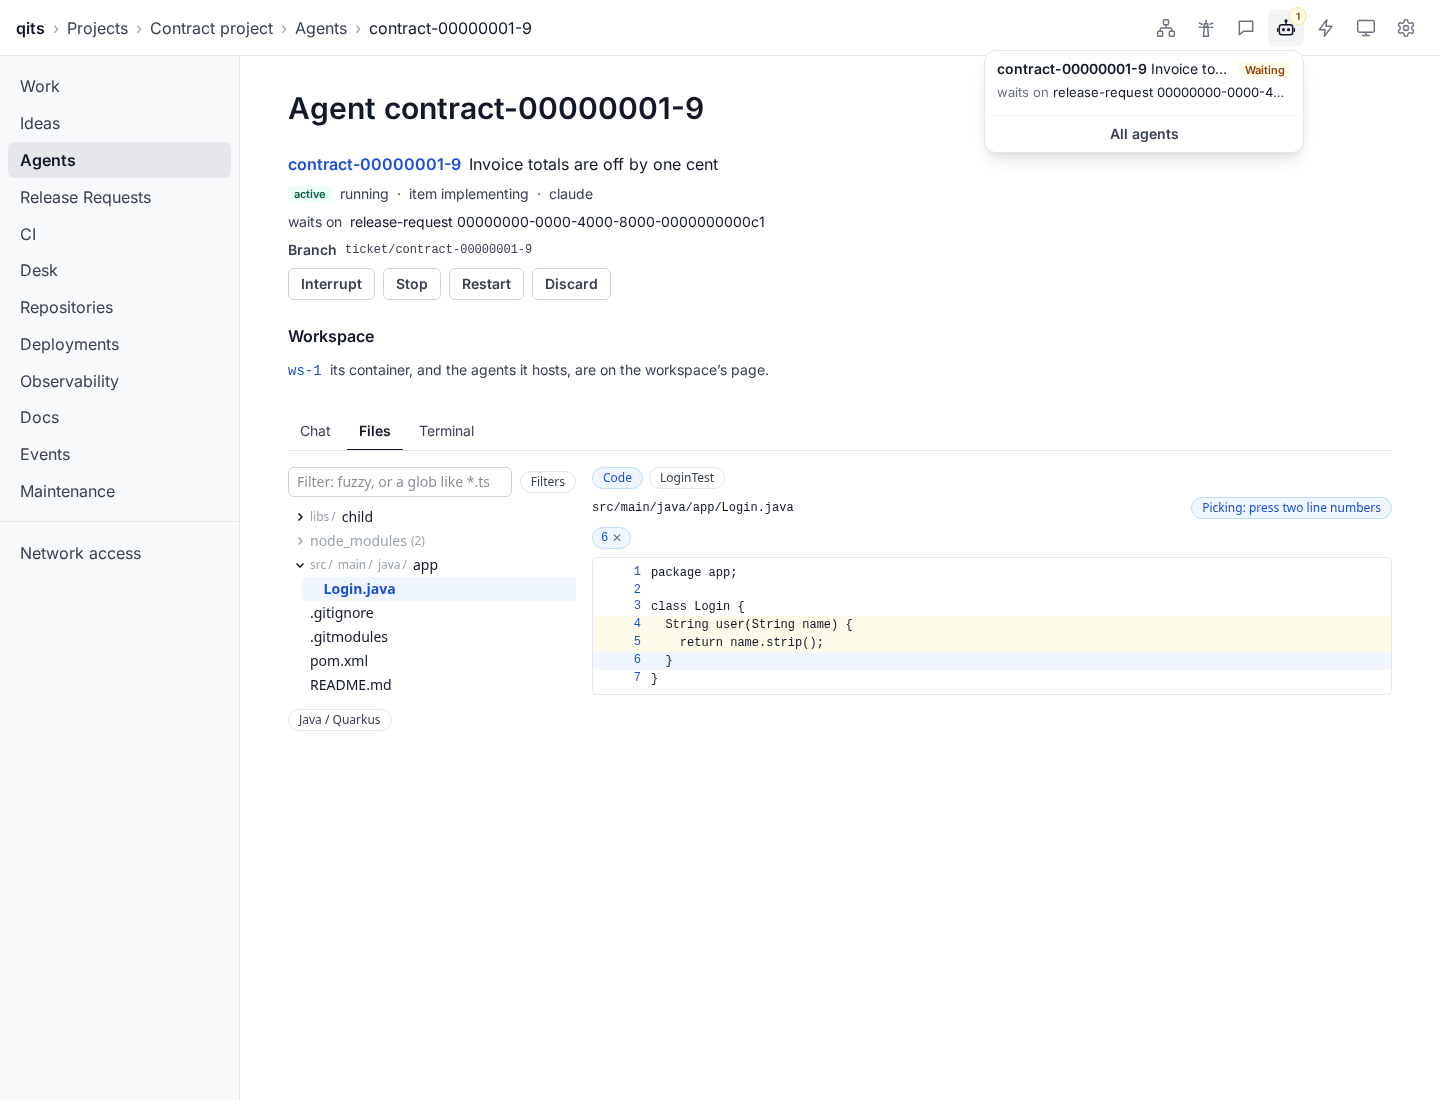 qits › Projects › Contract project › Agents › contract-00000001-9
1
contract-00000001-9 Invoice to... Waiting
waits on release-request 00000000-0000-4...
All agents
Work
Ideas
Agents
Release Requests
CI
Desk
Repositories
Deployments
Observability
Docs
Events
Maintenance
Network access
Agent contract-00000001-9
contract-00000001-9 Invoice totals are off by one cent
active running · item implementing · claude
waits on release-request 00000000-0000-4000-8000-0000000000c1
Branch ticket/contract-00000001-9
Interrupt Stop Restart Discard
Workspace
ws-1 its container, and the agents it hosts, are on the workspace’s page.
Chat Files Terminal
Filter: fuzzy, or a glob like *.ts Filters
libs/ child
node_modules (2)
src/ main/ java/ app
Login.java
.gitignore
.gitmodules
pom.xml
README.md
Java / Quarkus
Code LoginTest
src/main/java/app/Login.java Picking: press two line numbers
6 ×
1 package app;
2
3 class Login {
4 String user(String name) {
5 return name.strip();
6 }
7 }